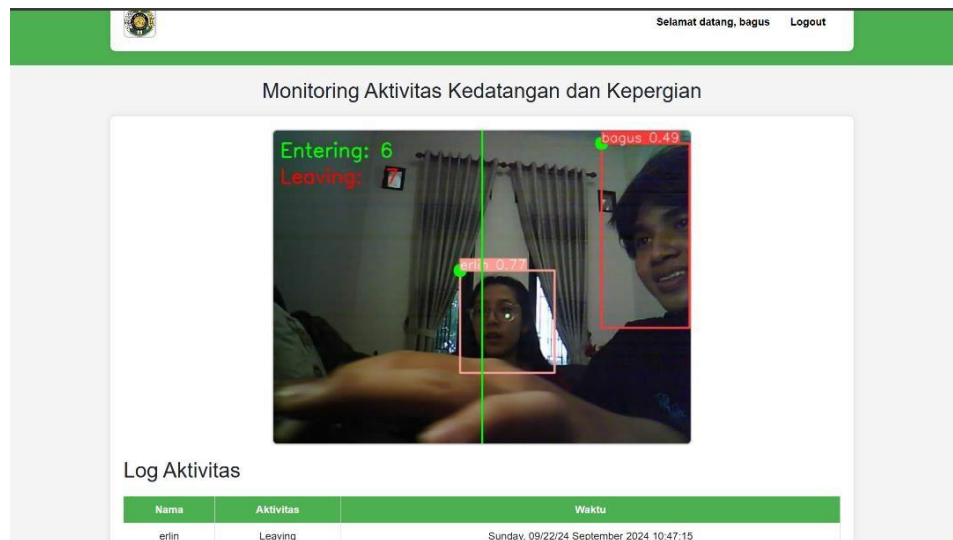 Selamat datang, bagus Logout
Monitoring Aktivitas Kedatangan dan Kepergian
Entering: 6
Leaving: 7
bagus 0.49
erlin 0.77
Log Aktivitas
Nama Aktivitas Waktu
erlin Leaving Sunday, 09/22/24 September 2024 10:47:15